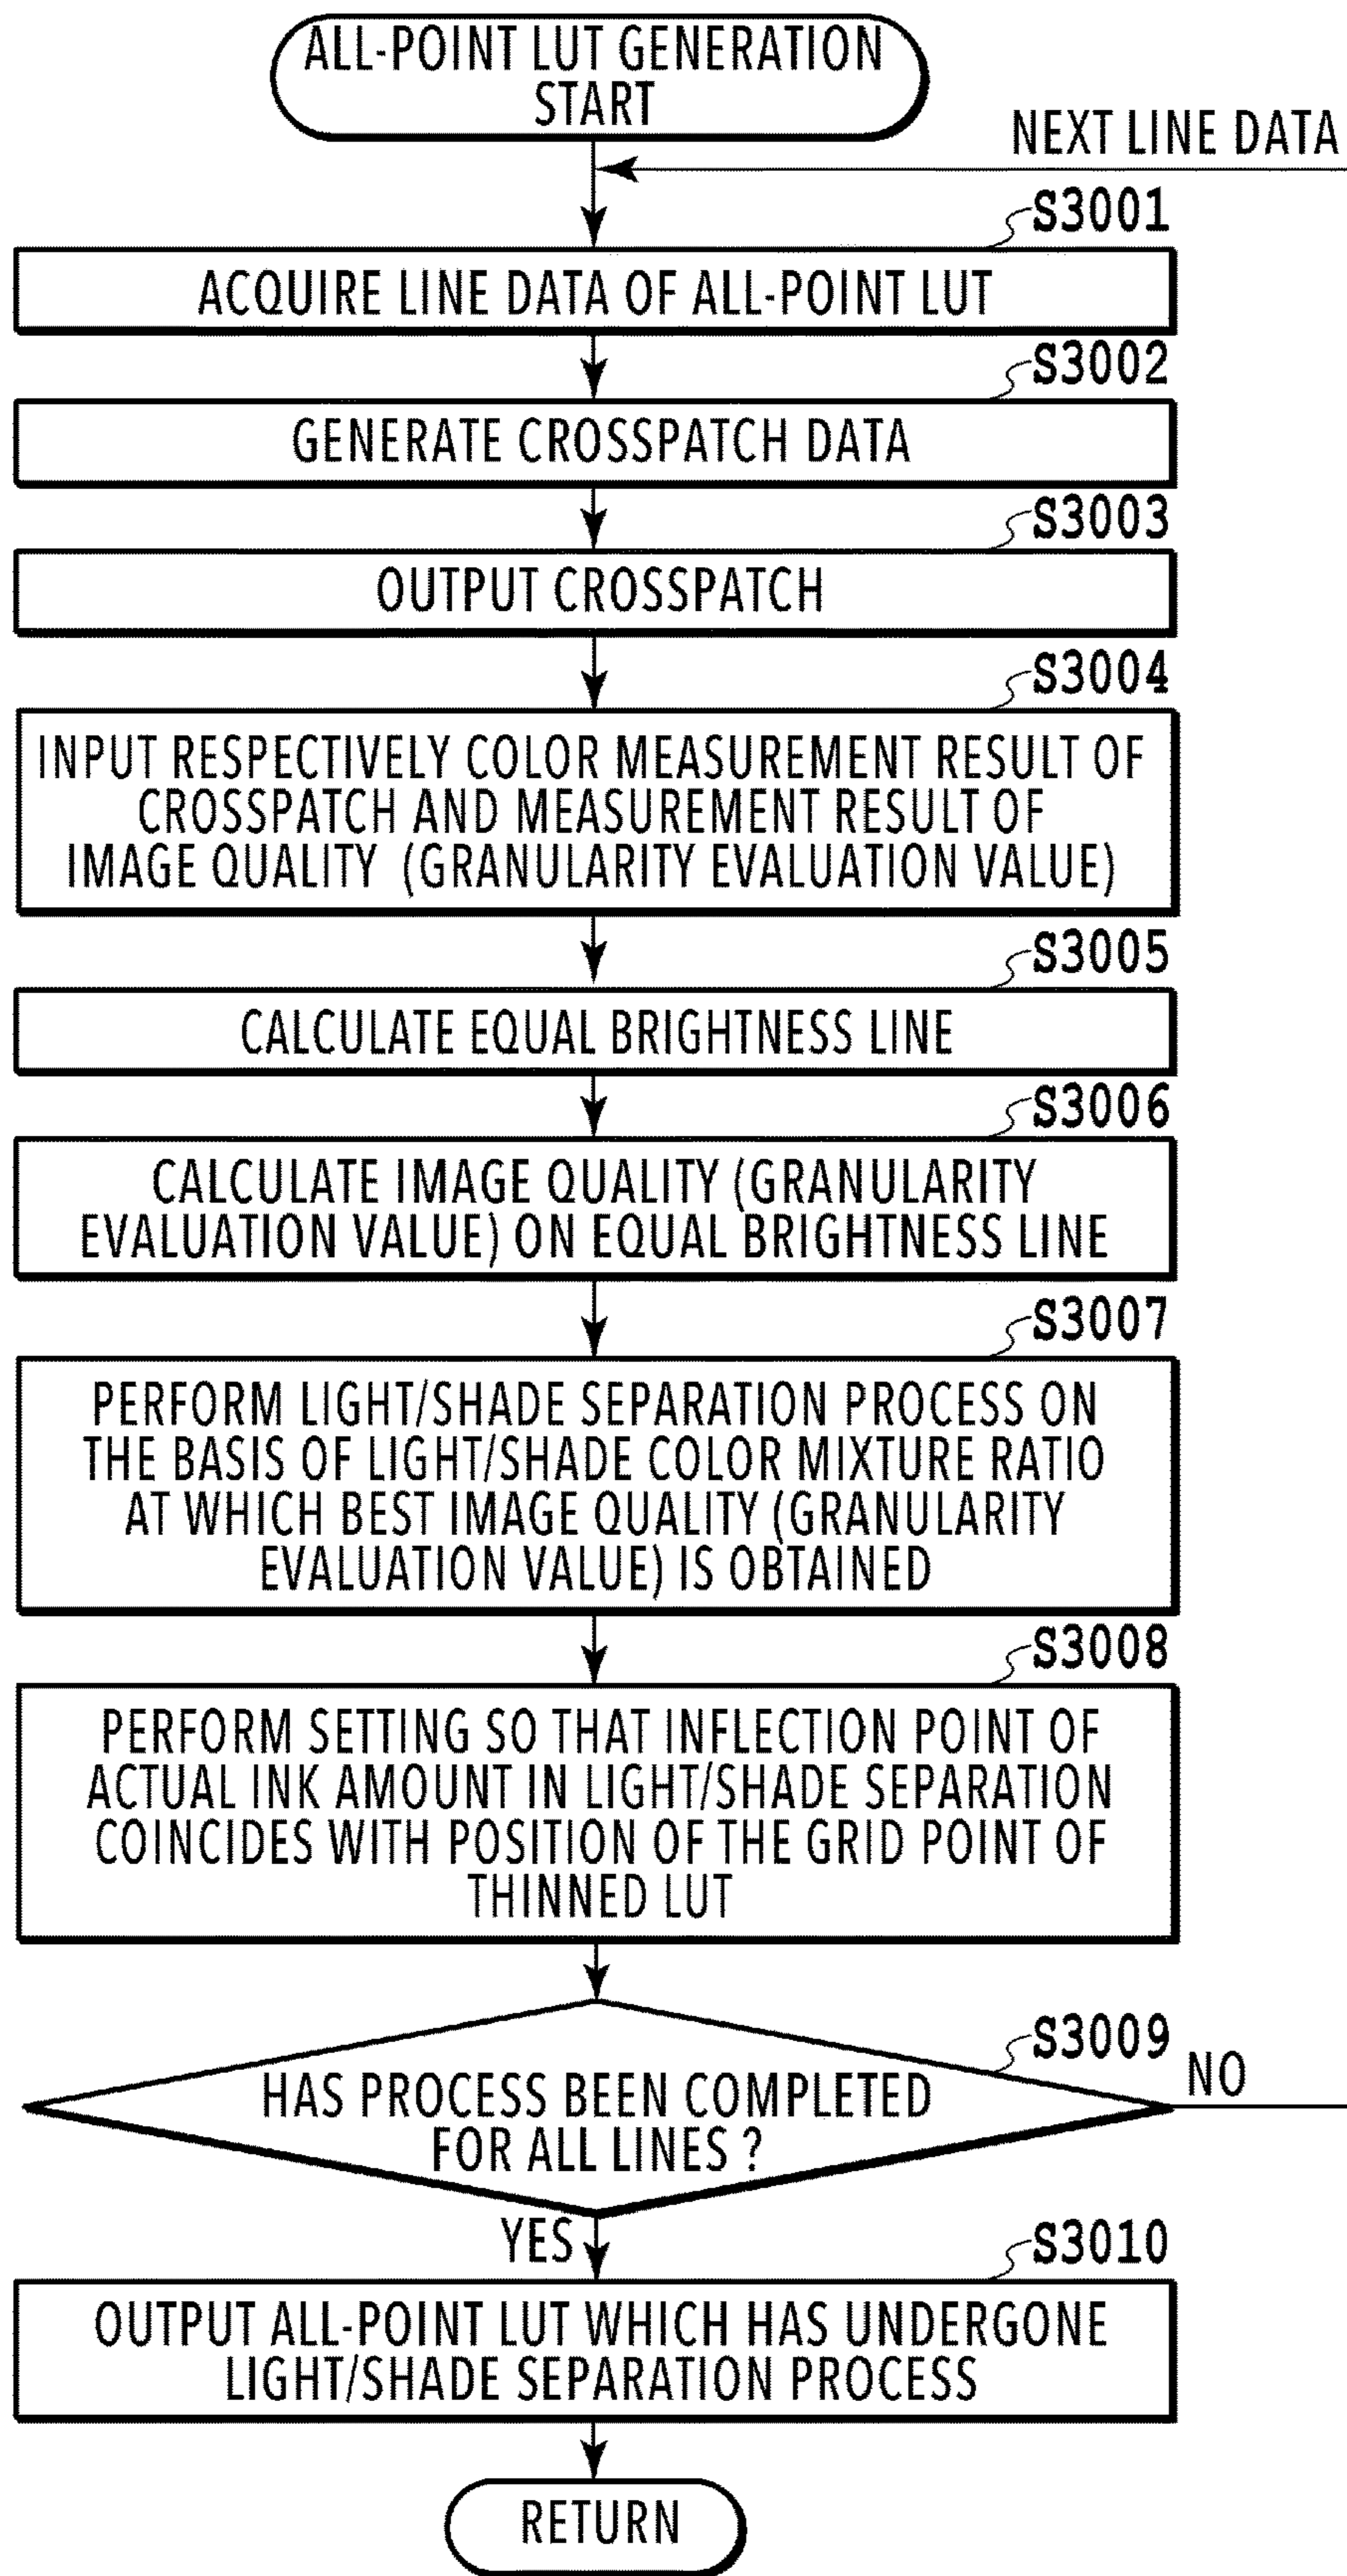 ALL-POINT LUT GENERATION
START
NEXT LINE DATA
S3001
ACQUIRE LINE DATA OF ALL-POINT LUT
S3002
GENERATE CROSSPATCH DATA
S3003
OUTPUT CROSSPATCH
S3004
INPUT RESPECTIVELY COLOR MEASUREMENT RESULT OF
CROSSPATCH AND MEASUREMENT RESULT OF
IMAGE QUALITY (GRANULARITY EVALUATION VALUE)
S3005
CALCULATE EQUAL BRIGHTNESS LINE
S3006
CALCULATE IMAGE QUALITY (GRANULARITY
EVALUATION VALUE) ON EQUAL BRIGHTNESS LINE
S3007
PERFORM LIGHT/SHADE SEPARATION PROCESS ON
THE BASIS OF LIGHT/SHADE COLOR MIXTURE RATIO
AT WHICH BEST IMAGE QUALITY (GRANULARITY
EVALUATION VALUE) IS OBTAINED
S3008
PERFORM SETTING SO THAT INFLECTION POINT OF
ACTUAL INK AMOUNT IN LIGHT/SHADE SEPARATION
COINCIDES WITH POSITION OF THE GRID POINT OF
THINNED LUT
S3009
HAS PROCESS BEEN COMPLETED
FOR ALL LINES ?
NO
YES
S3010
OUTPUT ALL-POINT LUT WHICH HAS UNDERGONE
LIGHT/SHADE SEPARATION PROCESS
RETURN